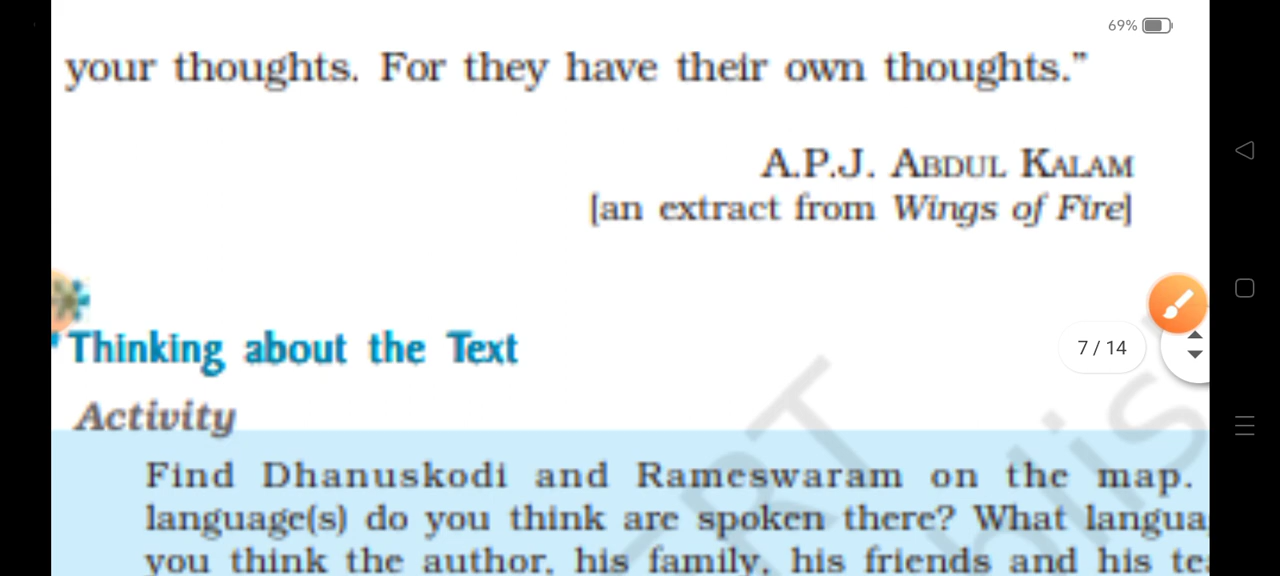 69%
your thoughts. For they have their own thoughts.”
A.P.J. ABDUL KALAM
[an extract from Wings of Fire]
Thinking about the Text
7 / 14
Activity
Find Dhanuskodi and Rameswaram on the map.
language(s) do you think are spoken there? What langua
you think the author, his family, his friends and his te